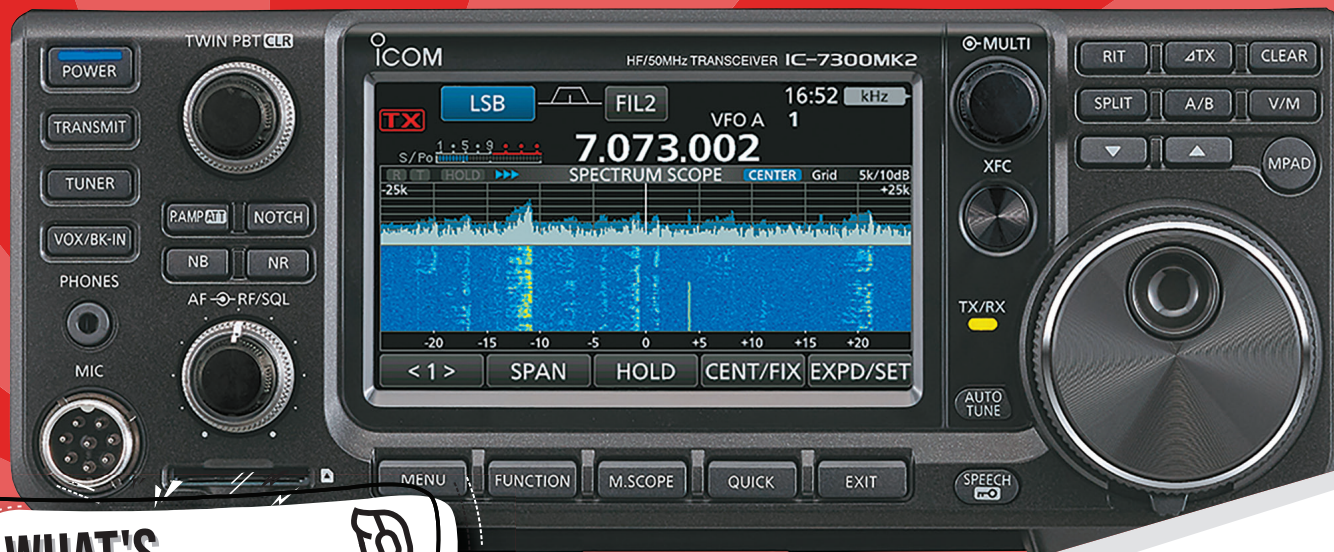 TWIN PBT CLR
POWER
TRANSMIT
TUNER
VOX/BK-IN
P.AMP ATT
NOTCH
NB
NR
PHONES
AF RF/SQL
MIC
ICOM
HF/50MHz TRANSCEIVER IC-7300MK2
LSB
FIL2
16:52 kHz
TX
VFO A 1
S/Po 1 5 9
7.073.002
R T HOLD SPECTRUM SCOPE CENTER Grid 5k/10dB
-25k +25k
-20 -15 -10 -5 0 +5 +10 +15 +20
<1> SPAN HOLD CENT/FIX EXPD/SET
MENU FUNCTION M.SCOPE QUICK EXIT
MULTI
XFC
TX/RX
AUTO
TUNE
SPEECH
RIT ⊿TX CLEAR
SPLIT A/B V/M
MPAD
WHAT'S